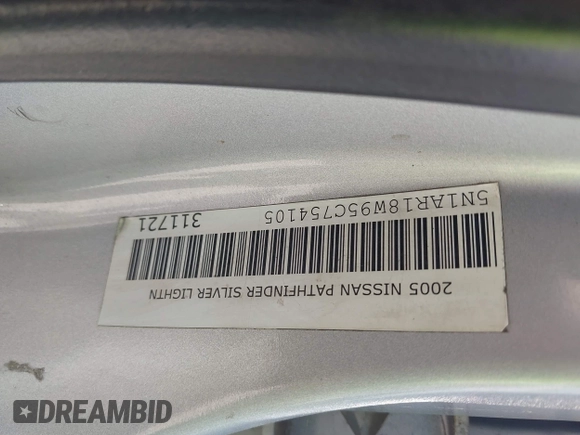 2005 NISSAN PATHFINDER SILVER LIGHTN
5N1AR18W95C754105 311721
DREAMBID